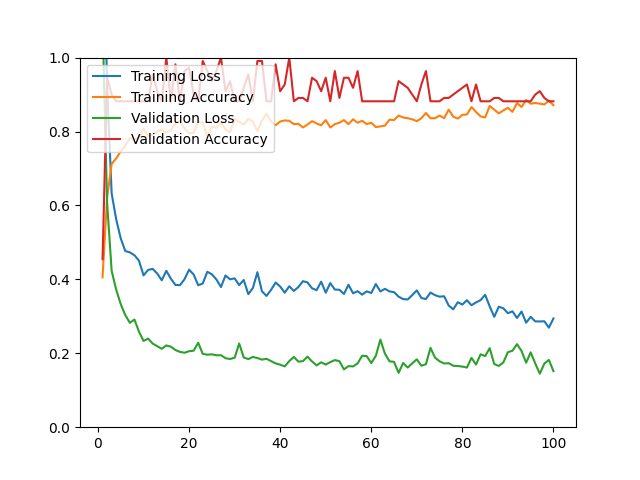 1.0
0.8
0.6
0.4
0.2
0.0
Training Loss
Training Accuracy
Validation Loss
Validation Accuracy
0 20 40 60 80 100